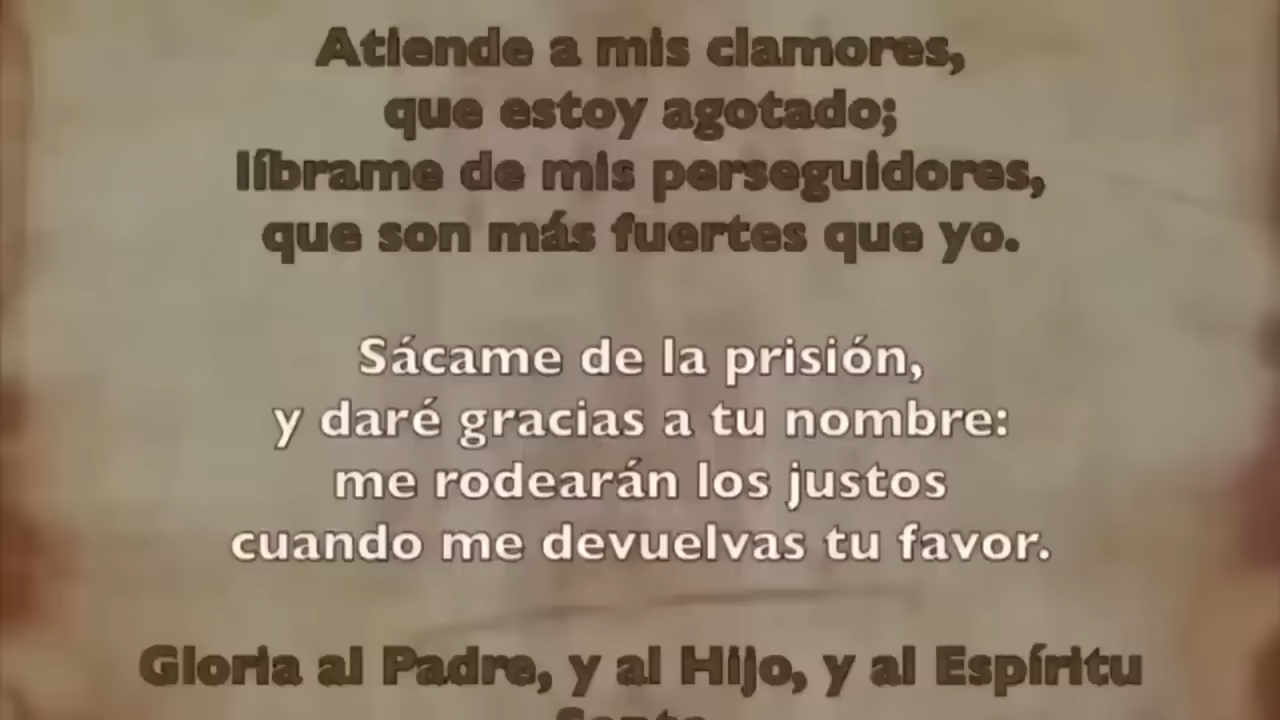 Atiende a mis clamores,
que estoy agotado;
líbrame de mis perseguidores,
que son más fuertes que yo.
Sácame de la prisión,
y daré gracias a tu nombre:
me rodearán los justos
cuando me devuelvas tu favor.
Gloria al Padre, y al Hijo, y al Espíritu